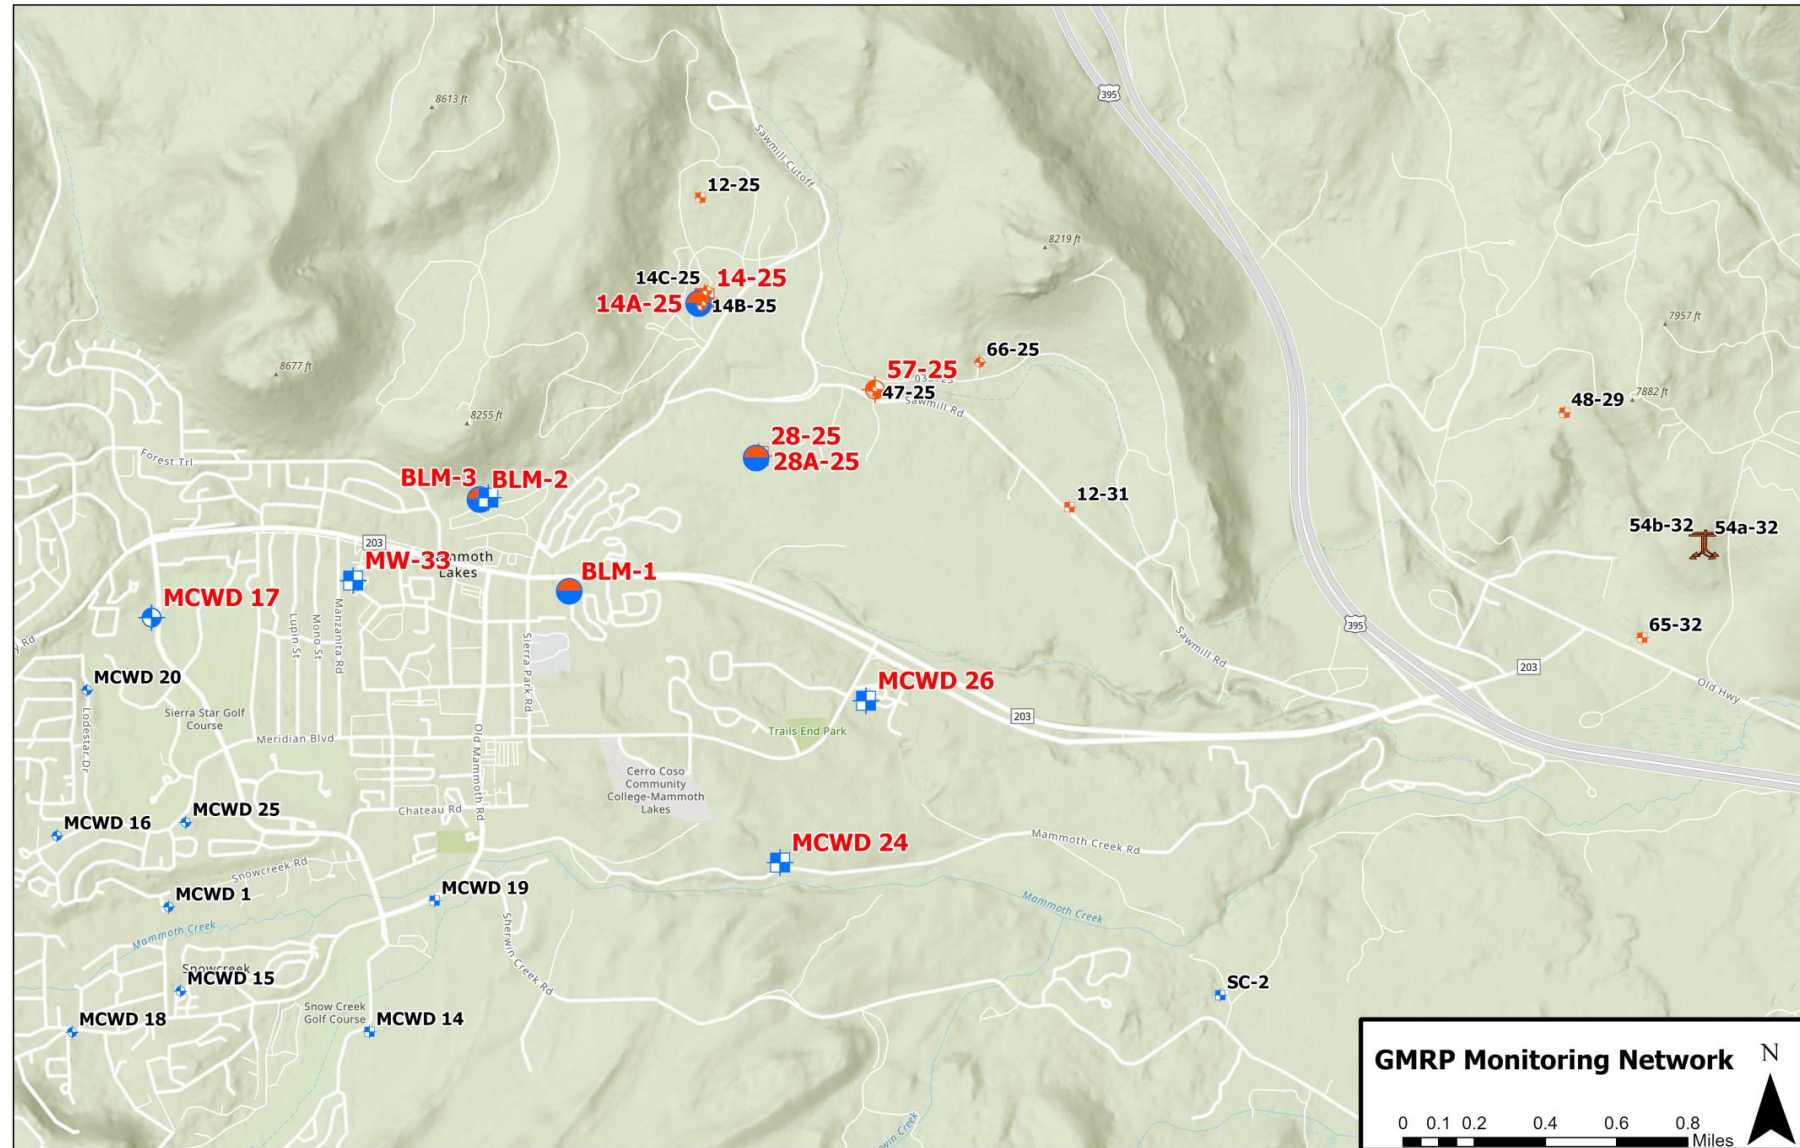 395
8613 ft
Sawmill Cutoff
12-25
8219 ft
14C-25
14-25
14A-25
14B-25
7957 ft
66-25
8677 ft
57-25
47-25
Sawmill Rd
7882 ft
48-29
8255 ft
28-25
28A-25
Forest Trl
BLM-3
BLM-2
12-31
54b-32
54a-32
203
MW-33
Lakes
BLM-1
MCWD 17
395
65-32
Lupin St
Mono St
Manzanita Rd
Sierra Park Rd
Sawmill Rd
203
Old Hwy
MCWD 20
MCWD 26
Lodestar Dr
Sierra Star Golf
Course
203
Trails End Park
Meridian Blvd
Old Mammoth Rd
Cerro Coso
Community
College-Mammoth
Lakes
Chateau Rd
MCWD 16
MCWD 25
MCWD 24
Mammoth Creek Rd
Snowcreek Rd
MCWD 1
MCWD 19
Mammoth Creek
Mammoth Creek
Sherwin Creek Rd
Snowcreek
MCWD 15
SC-2
Snow Creek
Golf Course
MCWD 18
MCWD 14
GMRP Monitoring Network
N
0 0.1 0.2 0.4 0.6 0.8
Miles
Creek